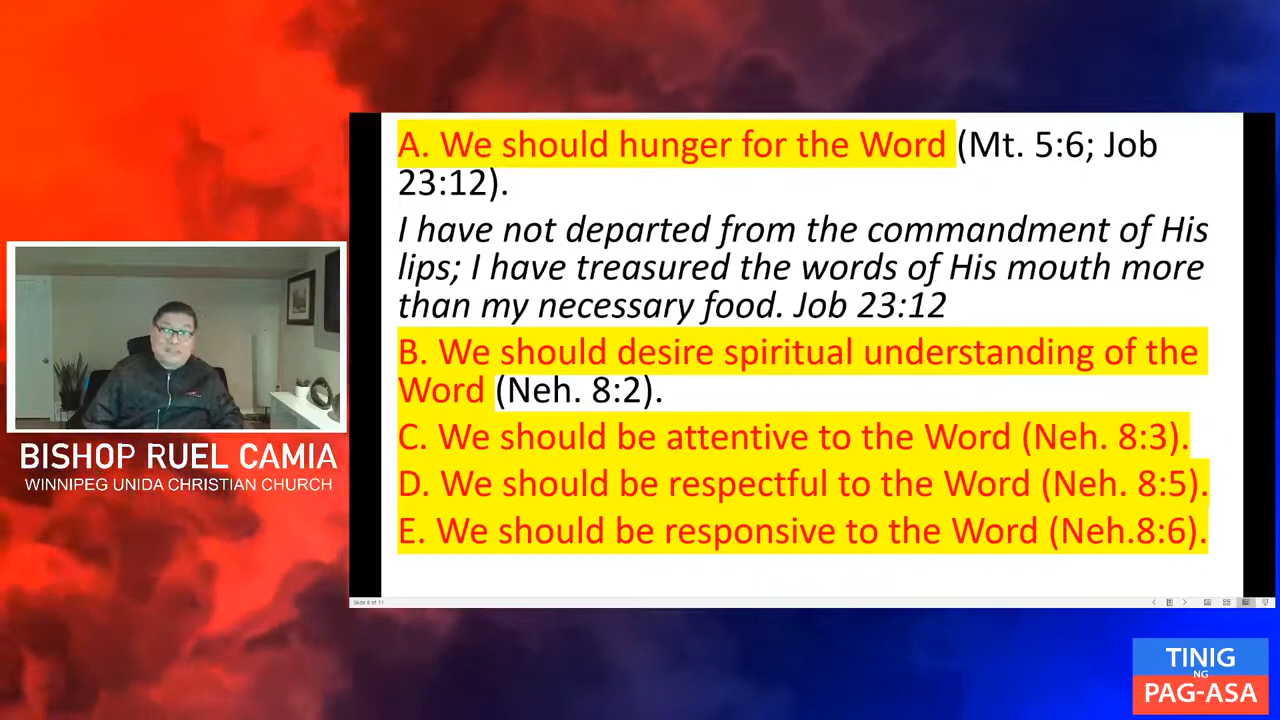 A. We should hunger for the Word (Mt. 5:6; Job
23:12).
I have not departed from the commandment of His
lips; I have treasured the words of His mouth more
than my necessary food. Job 23:12
B. We should desire spiritual understanding of the
Word (Neh. 8:2).
C. We should be attentive to the Word (Neh. 8:3).
D. We should be respectful to the Word (Neh. 8:5).
E. We should be responsive to the Word (Neh.8:6).
Slide 8 of 11
BISHOP RUEL CAMIA
WINNIPEG UNIDA CHRISTIAN CHURCH
TINIG
NG
PAG-ASA